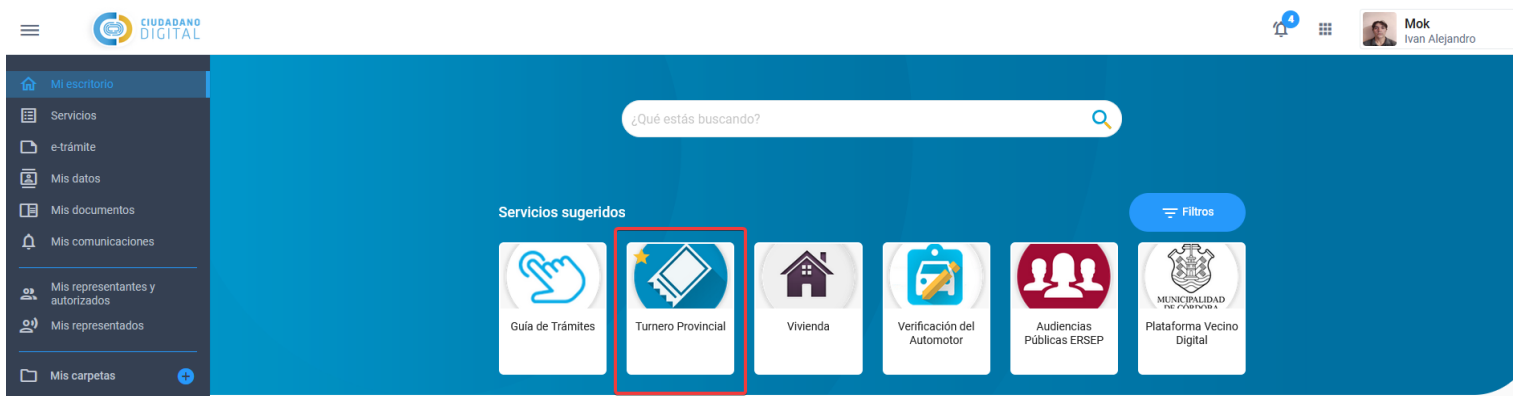 CIUDADANO
DIGITAL
4
Mok
Ivan Alejandro
Mi escritorio
Servicios
e-trámite
Mis datos
Mis documentos
Mis comunicaciones
Mis representantes y
autorizados
Mis representados
Mis carpetas
¿Qué estás buscando?
Servicios sugeridos
Filtros
Guía de Trámites
Turnero Provincial
Vivienda
Verificación del
Automotor
Audiencias
Públicas ERSEP
MUNICIPALIDAD
DE CÓRDOBA
Plataforma Vecino
Digital